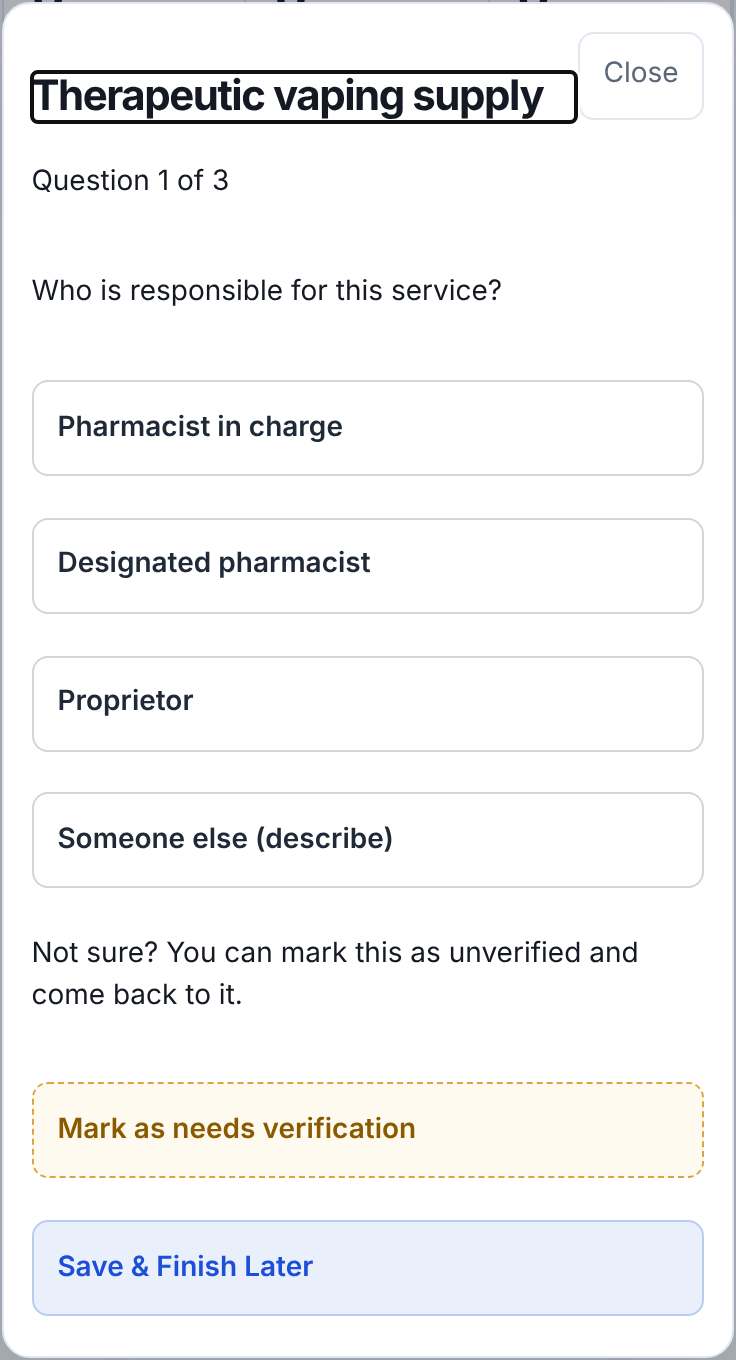 Therapeutic vaping supply
Close
Question 1 of 3
Who is responsible for this service?
Pharmacist in charge
Designated pharmacist
Proprietor
Someone else (describe)
Not sure? You can mark this as unverified and
come back to it.
Mark as needs verification
Save & Finish Later